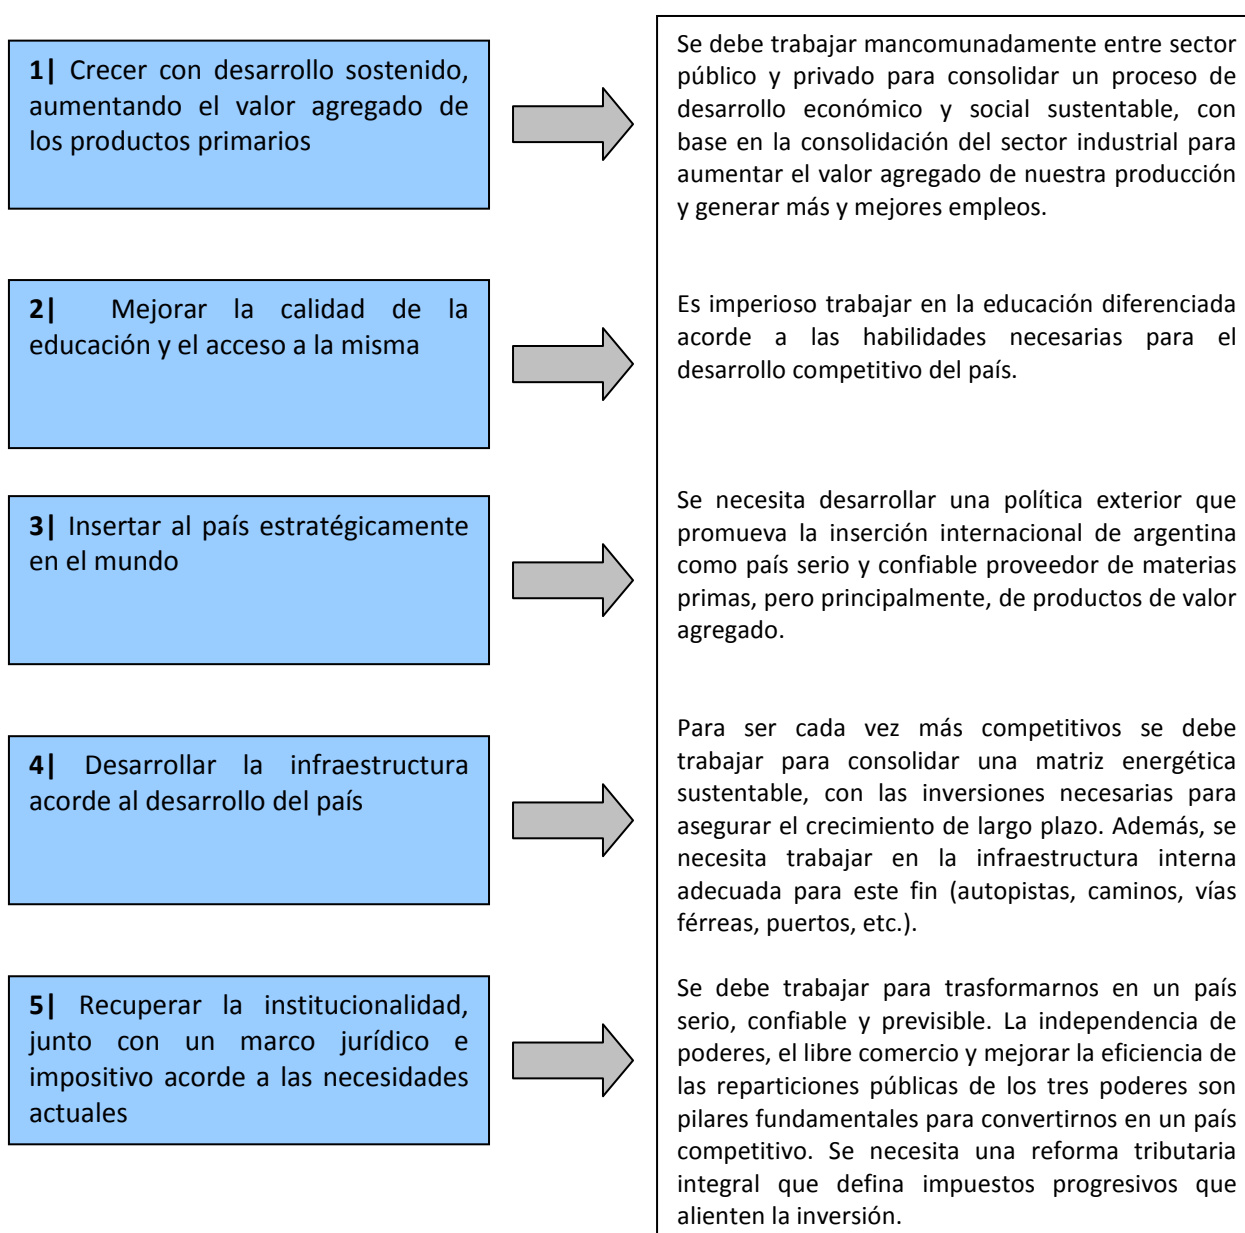 1| Crecer con desarrollo sostenido,
aumentando el valor agregado de
los productos primarios
Se debe trabajar mancomunadamente entre sector
público y privado para consolidar un proceso de
desarrollo económico y social sustentable, con
base en la consolidación del sector industrial para
aumentar el valor agregado de nuestra producción
y generar más y mejores empleos.
2| Mejorar la calidad de la
educación y el acceso a la misma
Es imperioso trabajar en la educación diferenciada
acorde a las habilidades necesarias para el
desarrollo competitivo del país.
3| Insertar al país estratégicamente
en el mundo
Se necesita desarrollar una política exterior que
promueva la inserción internacional de argentina
como país serio y confiable proveedor de materias
primas, pero principalmente, de productos de valor
agregado.
4| Desarrollar la infraestructura
acorde al desarrollo del país
Para ser cada vez más competitivos se debe
trabajar para consolidar una matriz energética
sustentable, con las inversiones necesarias para
asegurar el crecimiento de largo plazo. Además, se
necesita trabajar en la infraestructura interna
adecuada para este fin (autopistas, caminos, vías
férreas, puertos, etc.).
5| Recuperar la institucionalidad,
junto con un marco jurídico e
impositivo acorde a las necesidades
actuales
Se debe trabajar para trasformarnos en un país
serio, confiable y previsible. La independencia de
poderes, el libre comercio y mejorar la eficiencia de
las reparticiones públicas de los tres poderes son
pilares fundamentales para convertirnos en un país
competitivo. Se necesita una reforma tributaria
integral que defina impuestos progresivos que
alienten la inversión.